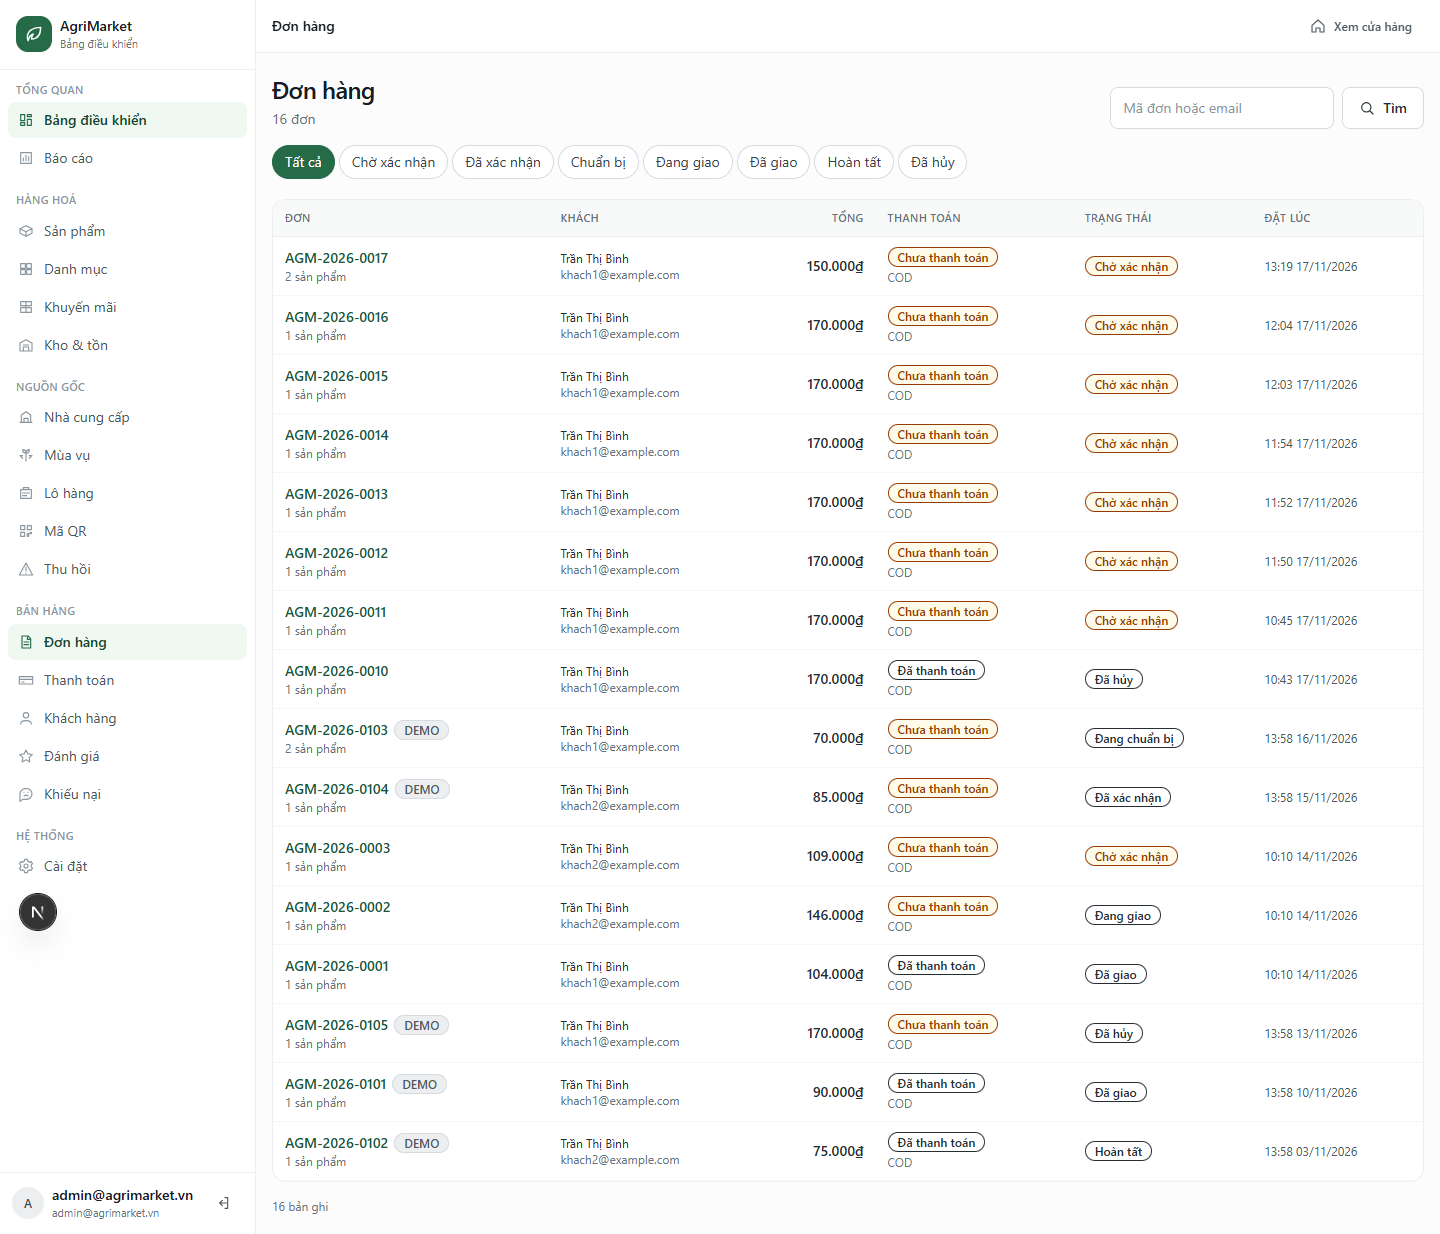 AgriMarket
Bảng điều khiển
TỔNG QUAN
Bảng điều khiển
Báo cáo
HÀNG HOÁ
Sản phẩm
Danh mục
Khuyến mãi
Kho & tồn
NGUỒN GỐC
Nhà cung cấp
Mùa vụ
Lô hàng
Mã QR
Thu hồi
BÁN HÀNG
Đơn hàng
Thanh toán
Khách hàng
Đánh giá
Khiếu nại
HỆ THỐNG
Cài đặt
N
A
admin@agrimarket.vn
admin@agrimarket.vn
Đơn hàng
Xem cửa hàng
Đơn hàng
16 đơn
Mã đơn hoặc email
Tìm
Tất cả Chờ xác nhận Đã xác nhận Chuẩn bị Đang giao Đã giao Hoàn tất Đã hủy
ĐƠN KHÁCH TỔNG THANH TOÁN TRẠNG THÁI ĐẶT LÚC
AGM-2026-0017 Trần Thị Bình 150.000₫ Chưa thanh toán Chờ xác nhận 13:19 17/11/2026
2 sản phẩm khach1@example.com COD
AGM-2026-0016 Trần Thị Bình 170.000₫ Chưa thanh toán Chờ xác nhận 12:04 17/11/2026
1 sản phẩm khach1@example.com COD
AGM-2026-0015 Trần Thị Bình 170.000₫ Chưa thanh toán Chờ xác nhận 12:03 17/11/2026
1 sản phẩm khach1@example.com COD
AGM-2026-0014 Trần Thị Bình 170.000₫ Chưa thanh toán Chờ xác nhận 11:54 17/11/2026
1 sản phẩm khach1@example.com COD
AGM-2026-0013 Trần Thị Bình 170.000₫ Chưa thanh toán Chờ xác nhận 11:52 17/11/2026
1 sản phẩm khach1@example.com COD
AGM-2026-0012 Trần Thị Bình 170.000₫ Chưa thanh toán Chờ xác nhận 11:50 17/11/2026
1 sản phẩm khach1@example.com COD
AGM-2026-0011 Trần Thị Bình 170.000₫ Chưa thanh toán Chờ xác nhận 10:45 17/11/2026
1 sản phẩm khach1@example.com COD
AGM-2026-0010 Trần Thị Bình 170.000₫ Đã thanh toán Đã hủy 10:43 17/11/2026
1 sản phẩm khach1@example.com COD
AGM-2026-0103 DEMO Trần Thị Bình 70.000₫ Chưa thanh toán Đang chuẩn bị 13:58 16/11/2026
2 sản phẩm khach1@example.com COD
AGM-2026-0104 DEMO Trần Thị Bình 85.000₫ Chưa thanh toán Đã xác nhận 13:58 15/11/2026
1 sản phẩm khach2@example.com COD
AGM-2026-0003 Trần Thị Bình 109.000₫ Chưa thanh toán Chờ xác nhận 10:10 14/11/2026
1 sản phẩm khach2@example.com COD
AGM-2026-0002 Trần Thị Bình 146.000₫ Chưa thanh toán Đang giao 10:10 14/11/2026
1 sản phẩm khach2@example.com COD
AGM-2026-0001 Trần Thị Bình 104.000₫ Đã thanh toán Đã giao 10:10 14/11/2026
1 sản phẩm khach1@example.com COD
AGM-2026-0105 DEMO Trần Thị Bình 170.000₫ Chưa thanh toán Đã hủy 13:58 13/11/2026
1 sản phẩm khach1@example.com COD
AGM-2026-0101 DEMO Trần Thị Bình 90.000₫ Đã thanh toán Đã giao 13:58 10/11/2026
1 sản phẩm khach1@example.com COD
AGM-2026-0102 DEMO Trần Thị Bình 75.000₫ Đã thanh toán Hoàn tất 13:58 03/11/2026
1 sản phẩm khach2@example.com COD
16 bản ghi